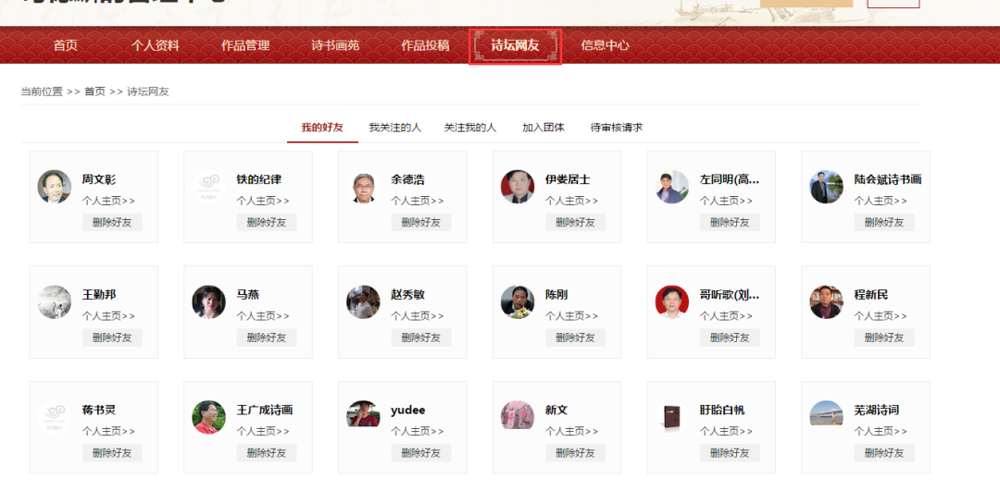 首页 个人资料 作品管理 诗书画苑 作品投稿 诗坛网友 信息中心
当前位置 >> 首页 >> 诗坛网友
我的好友 我关注的人 关注我的人 加入团体 待审核请求
周文彰 铁的纪律 余德浩 伊娄居士 左同明(高... 陆会斌诗书画
个人主页>> 个人主页>> 个人主页>> 个人主页>> 个人主页>> 个人主页>>
删除好友 删除好友 删除好友 删除好友 删除好友 删除好友
王勤邦 马燕 赵秀敏 陈刚 哥听歌(刘... 程新民
个人主页>> 个人主页>> 个人主页>> 个人主页>> 个人主页>> 个人主页>>
删除好友 删除好友 删除好友 删除好友 删除好友 删除好友
蒋书灵 王广成诗画 yudee 新文 盱眙白帆 芜湖诗词
个人主页>> 个人主页>> 个人主页>> 个人主页>> 个人主页>> 个人主页>>
删除好友 删除好友 删除好友 删除好友 删除好友 删除好友